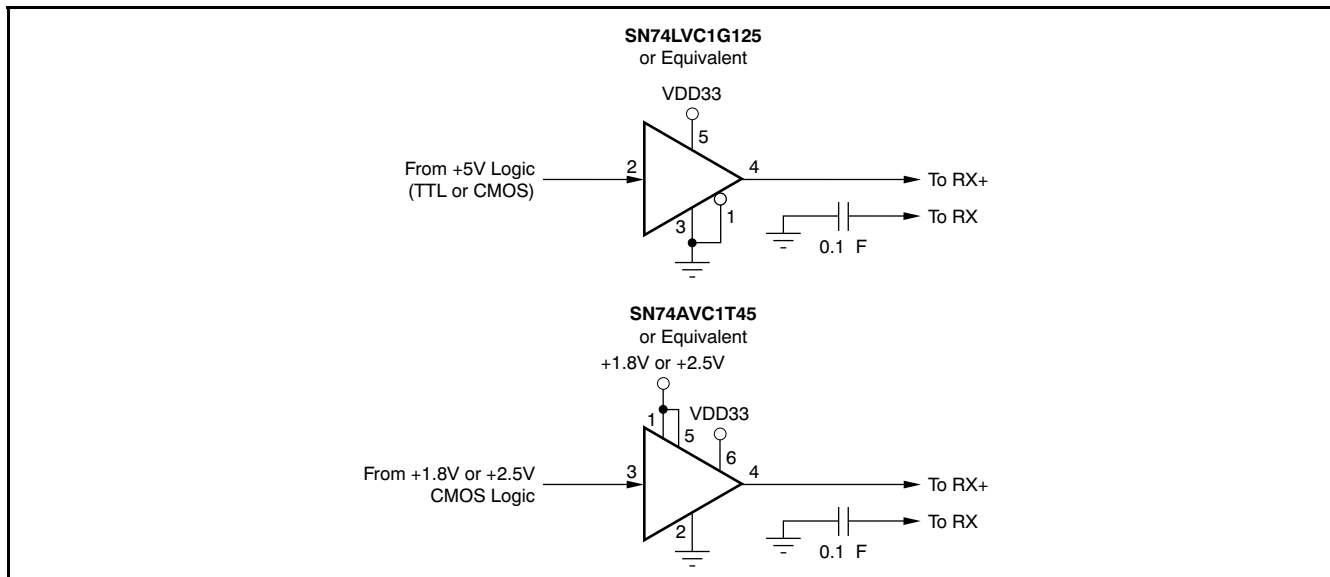 SN74LVC1G125
or Equivalent
VDD33
5
From +5V Logic
(TTL or CMOS)
2
4
To RX+
1
3
To RX
0.1 F
SN74AVC1T45
or Equivalent
+1.8V or +2.5V
VDD33
1
5
6
From +1.8V or +2.5V
CMOS Logic
3
4
To RX+
2
To RX
0.1 F